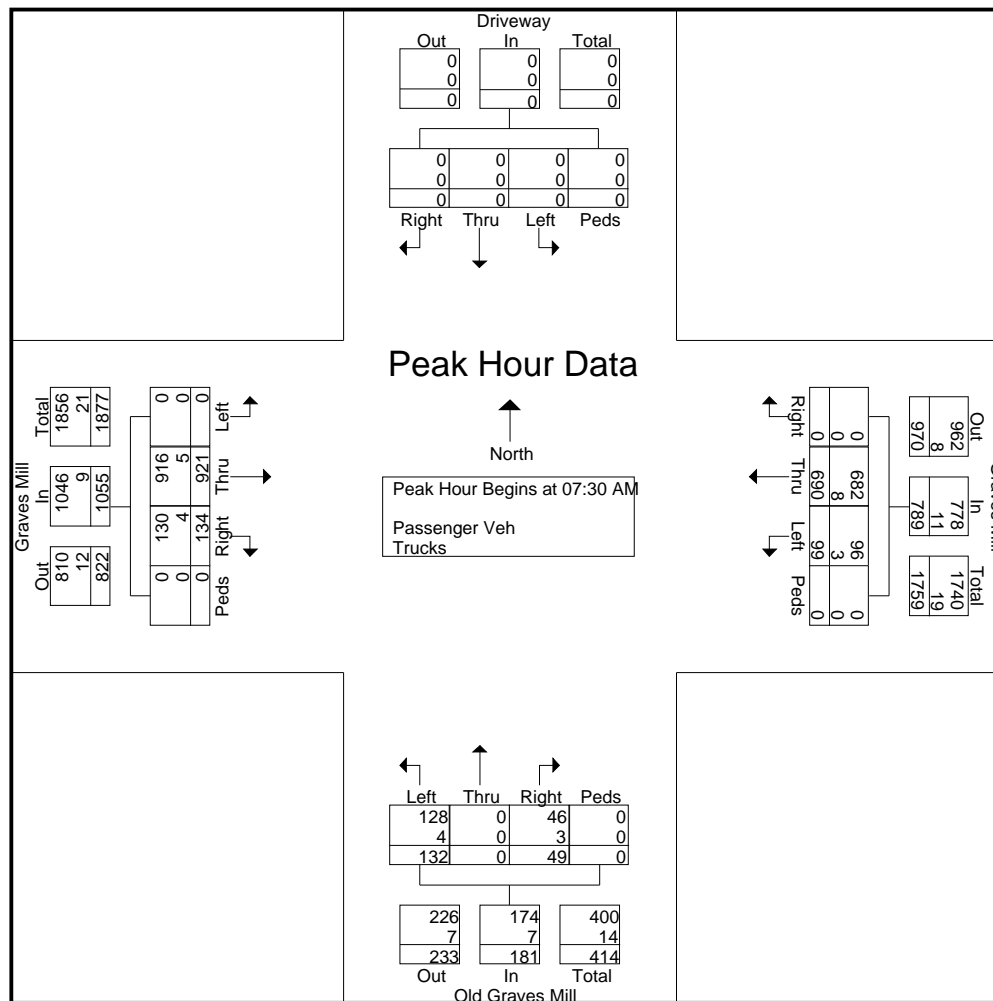 Driveway
Out In Total
0 0 0
0 0 0
0 0 0
0 0 0 0
0 0 0 0
0 0 0 0
Right Thru Left Peds
Peak Hour Data
North
Peak Hour Begins at 07:30 AM
Passenger Veh
Trucks
Graves Mill
Out In Total
810 1046 1856
12 9 21
822 1055 1877
0 130 916 0
0 4 5 0
0 134 921 0
Peds Right Thru Left
Out In Total
962 778 1740
8 11 19
970 789 1759
0 682 96 0
0 8 3 0
0 690 99 0
Right Thru Left Peds
Left Thru Right Peds
128 0 46 0
4 0 3 0
132 0 49 0
226 174 400
7 7 14
233 181 414
Out In Total
Old Graves Mill